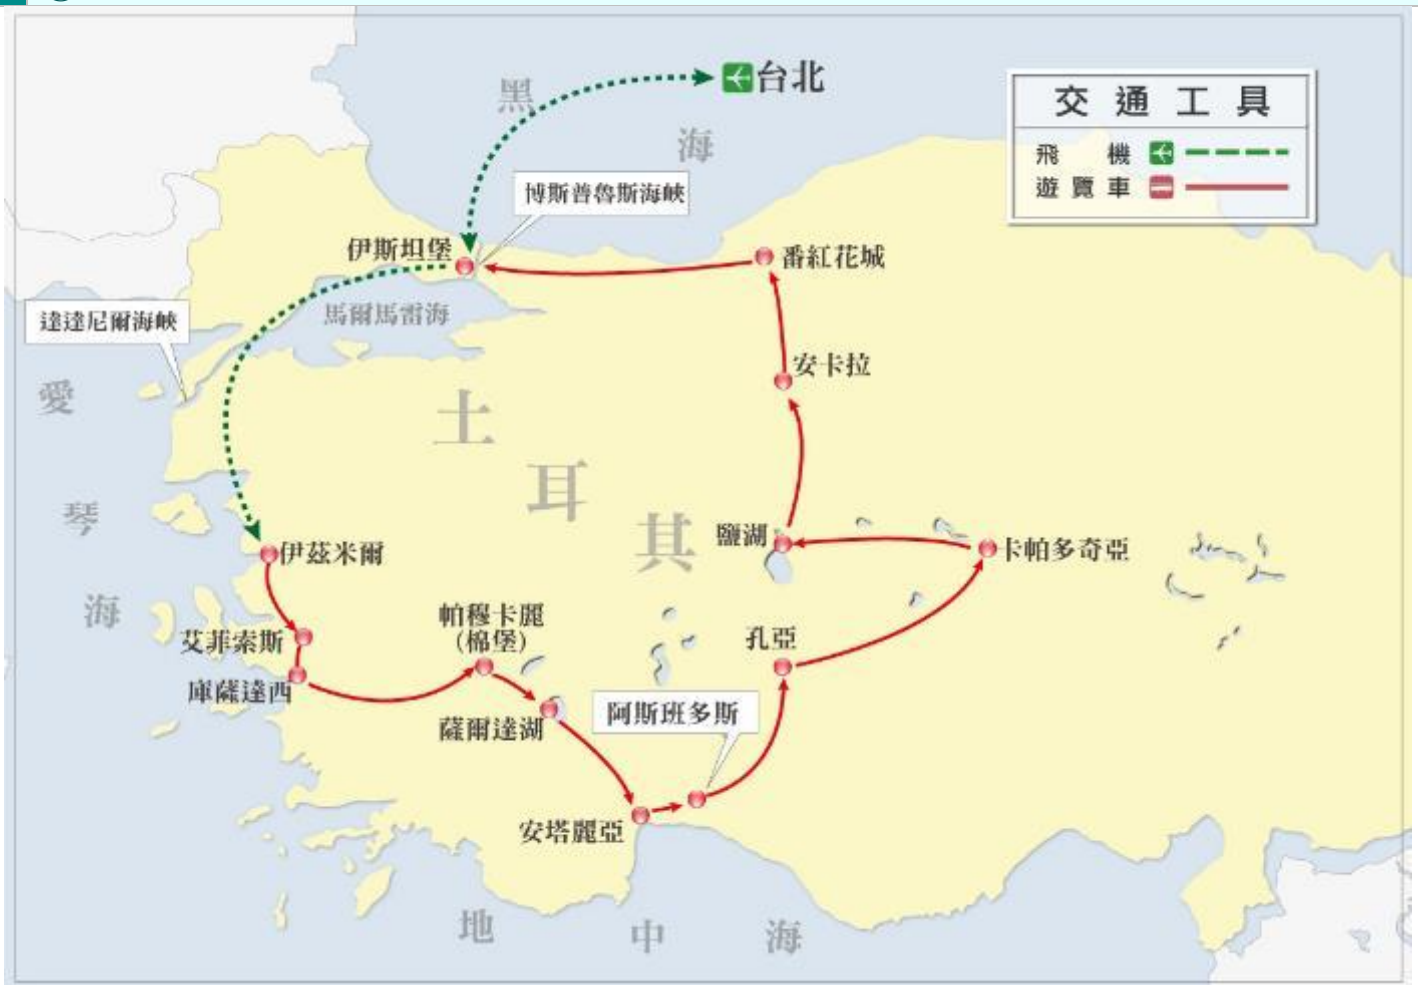 台北
交通工具
飛機
遊覽車
黑海
博斯普魯斯海峽
伊斯坦堡
番紅花城
馬爾馬雷海
達達尼爾海峽
安卡拉
愛琴海
土耳其
鹽湖
卡帕多奇亞
伊茲米爾
艾菲索斯
帕穆卡麗
(棉堡)
孔亞
庫薩達西
薩爾達湖
阿斯班多斯
安塔麗亞
地中海